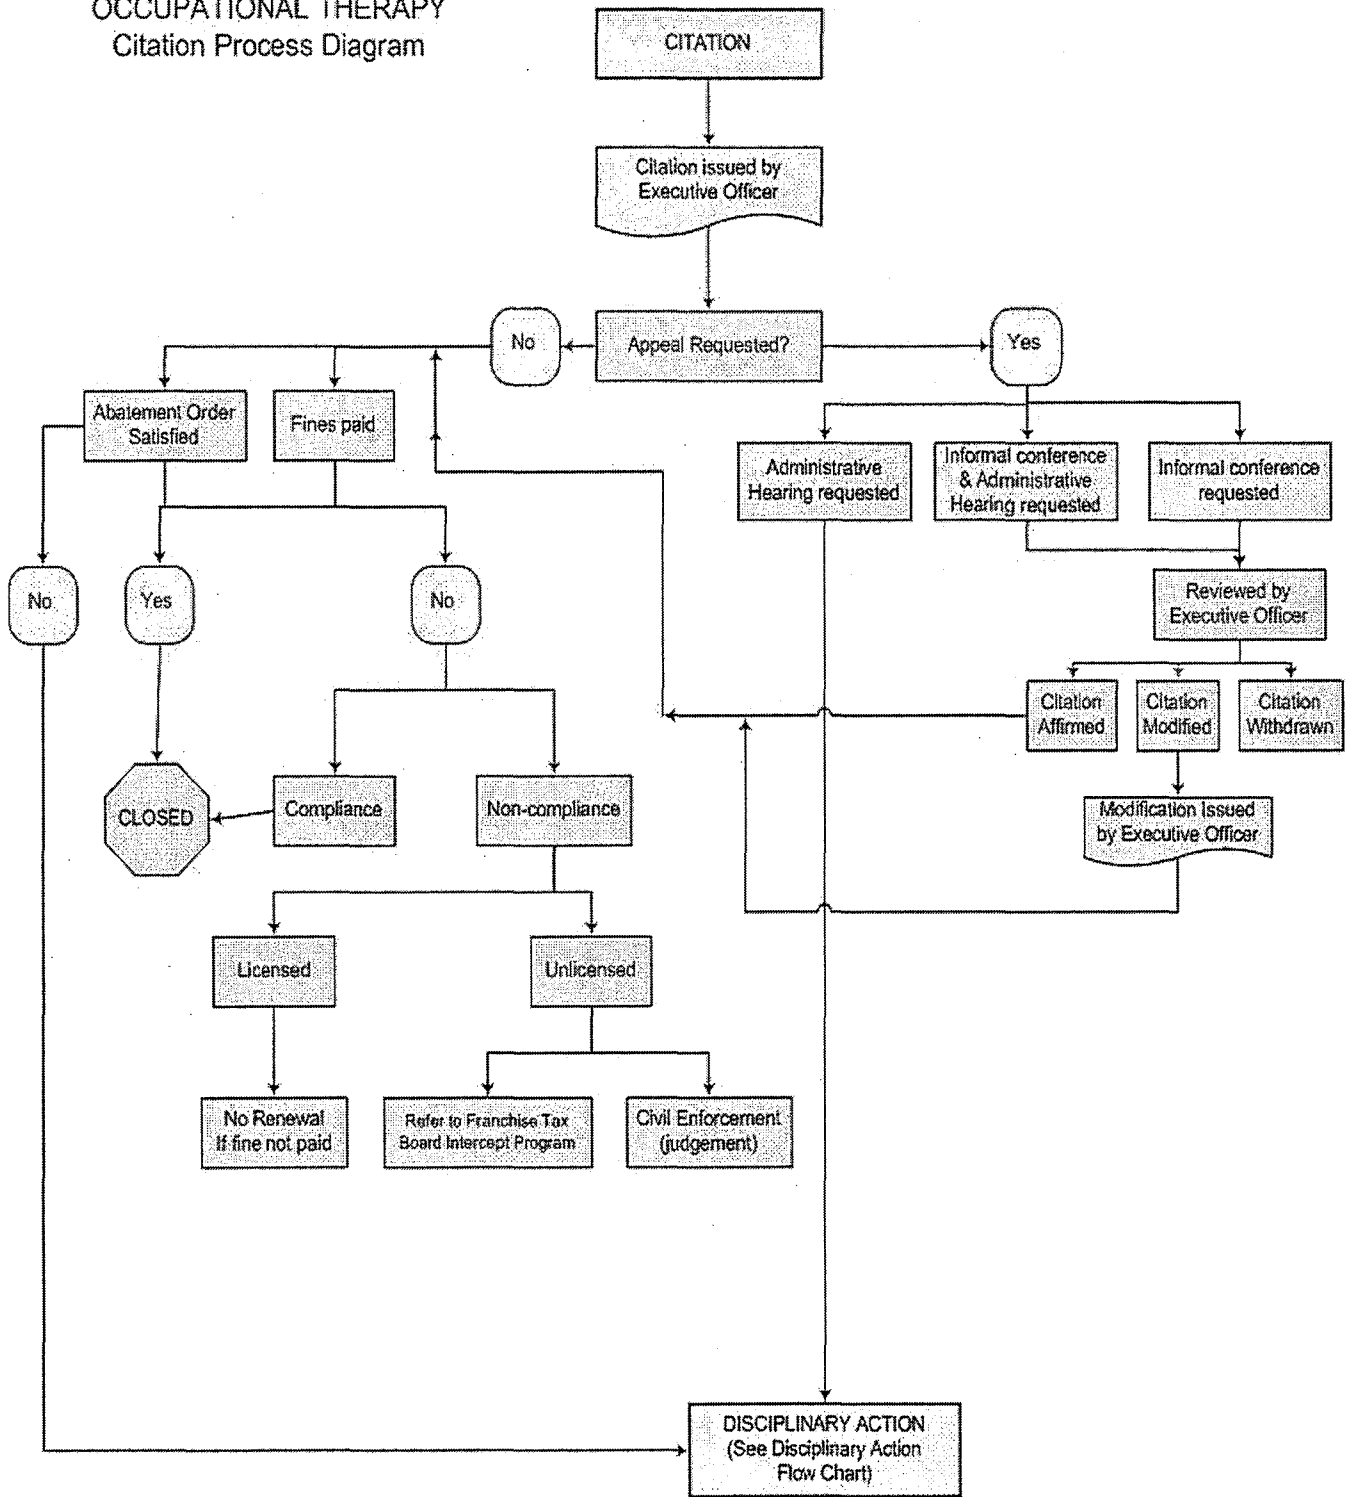 OCCUPATIONAL THERAPY
Citation Process Diagram
CITATION
Citation issued by
Executive Officer
Appeal Requested?
No
Yes
Abatement Order
Satisfied
Fines paid
Administrative
Hearing requested
Informal conference
& Administrative
Hearing requested
Informal conference
requested
No
Yes
No
Reviewed by
Executive Officer
Citation
Affirmed
Citation
Modified
Citation
Withdrawn
CLOSED
Compliance
Non-compliance
Modification Issued
by Executive Officer
Licensed
Unlicensed
No Renewal
If fine not paid
Refer to Franchise Tax
Board Intercept Program
Civil Enforcement
(judgement)
DISCIPLINARY ACTION
(See Disciplinary Action
Flow Chart)